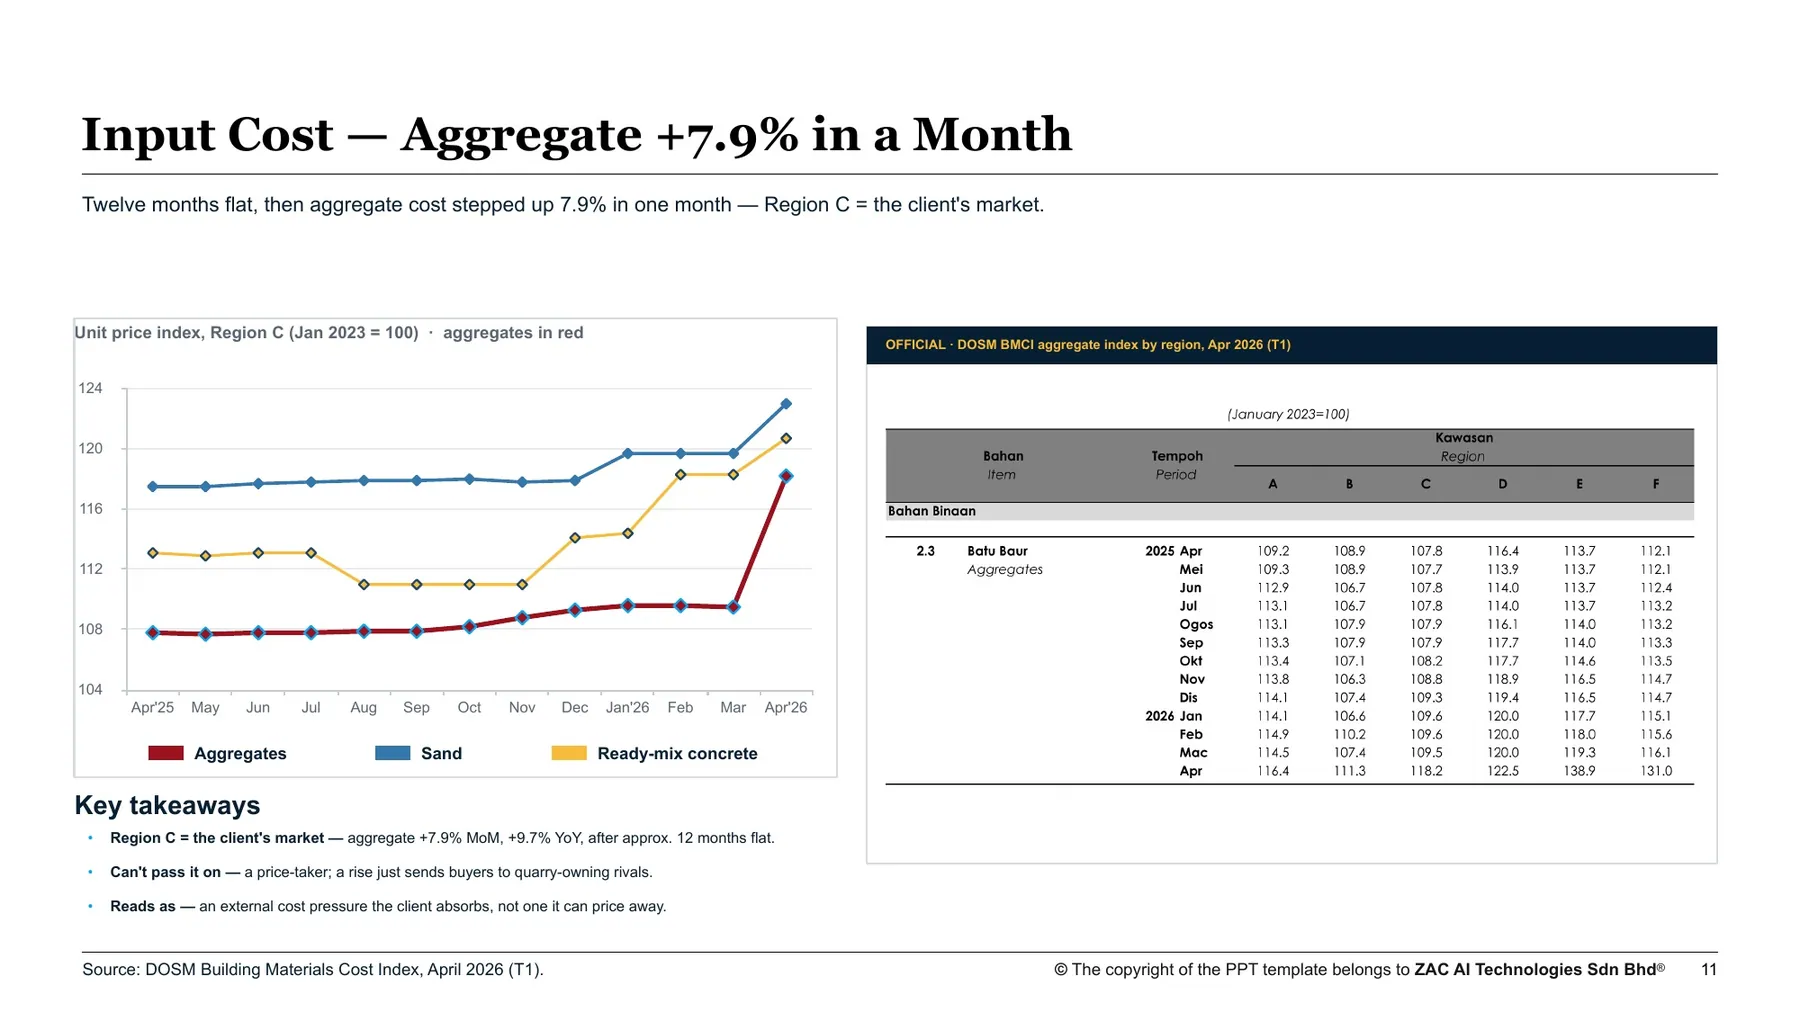 Input Cost — Aggregate +7.9% in a Month
Twelve months flat, then aggregate cost stepped up 7.9% in one month — Region C = the client's market.
Unit price index, Region C (Jan 2023 = 100) · aggregates in red
124
120
116
112
108
104
Apr'25 May Jun Jul Aug Sep Oct Nov Dec Jan'26 Feb Mar Apr'26
Aggregates Sand Ready-mix concrete
Key takeaways
• Region C = the client's market — aggregate +7.9% MoM, +9.7% YoY, after approx. 12 months flat.
• Can't pass it on — a price-taker; a rise just sends buyers to quarry-owning rivals.
• Reads as — an external cost pressure the client absorbs, not one it can price away.
OFFICIAL · DOSM BMCI aggregate index by region, Apr 2026 (T1)
(January 2023=100)
Bahan
Item
Tempoh
Period
Kawasan
Region
A B C D E F
Bahan Binaan
2.3 Batu Baur 2025 Apr 109.2 108.9 107.8 116.4 113.7 112.1
Aggregates Mei 109.3 108.9 107.7 113.9 113.7 112.1
Jun 112.9 106.7 107.8 114.0 113.7 112.4
Jul 113.1 106.7 107.8 114.0 113.7 113.2
Ogos 113.1 107.9 107.9 116.1 114.0 113.2
Sep 113.3 107.9 107.9 117.7 114.0 113.3
Okt 113.4 107.1 108.2 117.7 114.6 113.5
Nov 113.8 106.3 108.8 118.9 116.5 114.7
Dis 114.1 107.4 109.3 119.4 116.5 114.7
2026 Jan 114.1 106.6 109.6 120.0 117.7 115.1
Feb 114.9 110.2 109.6 120.0 118.0 115.6
Mac 114.5 107.4 109.5 120.0 119.3 116.1
Apr 116.4 111.3 118.2 122.5 138.9 131.0
Source: DOSM Building Materials Cost Index, April 2026 (T1).
© The copyright of the PPT template belongs to ZAC AI Technologies Sdn Bhd® 11